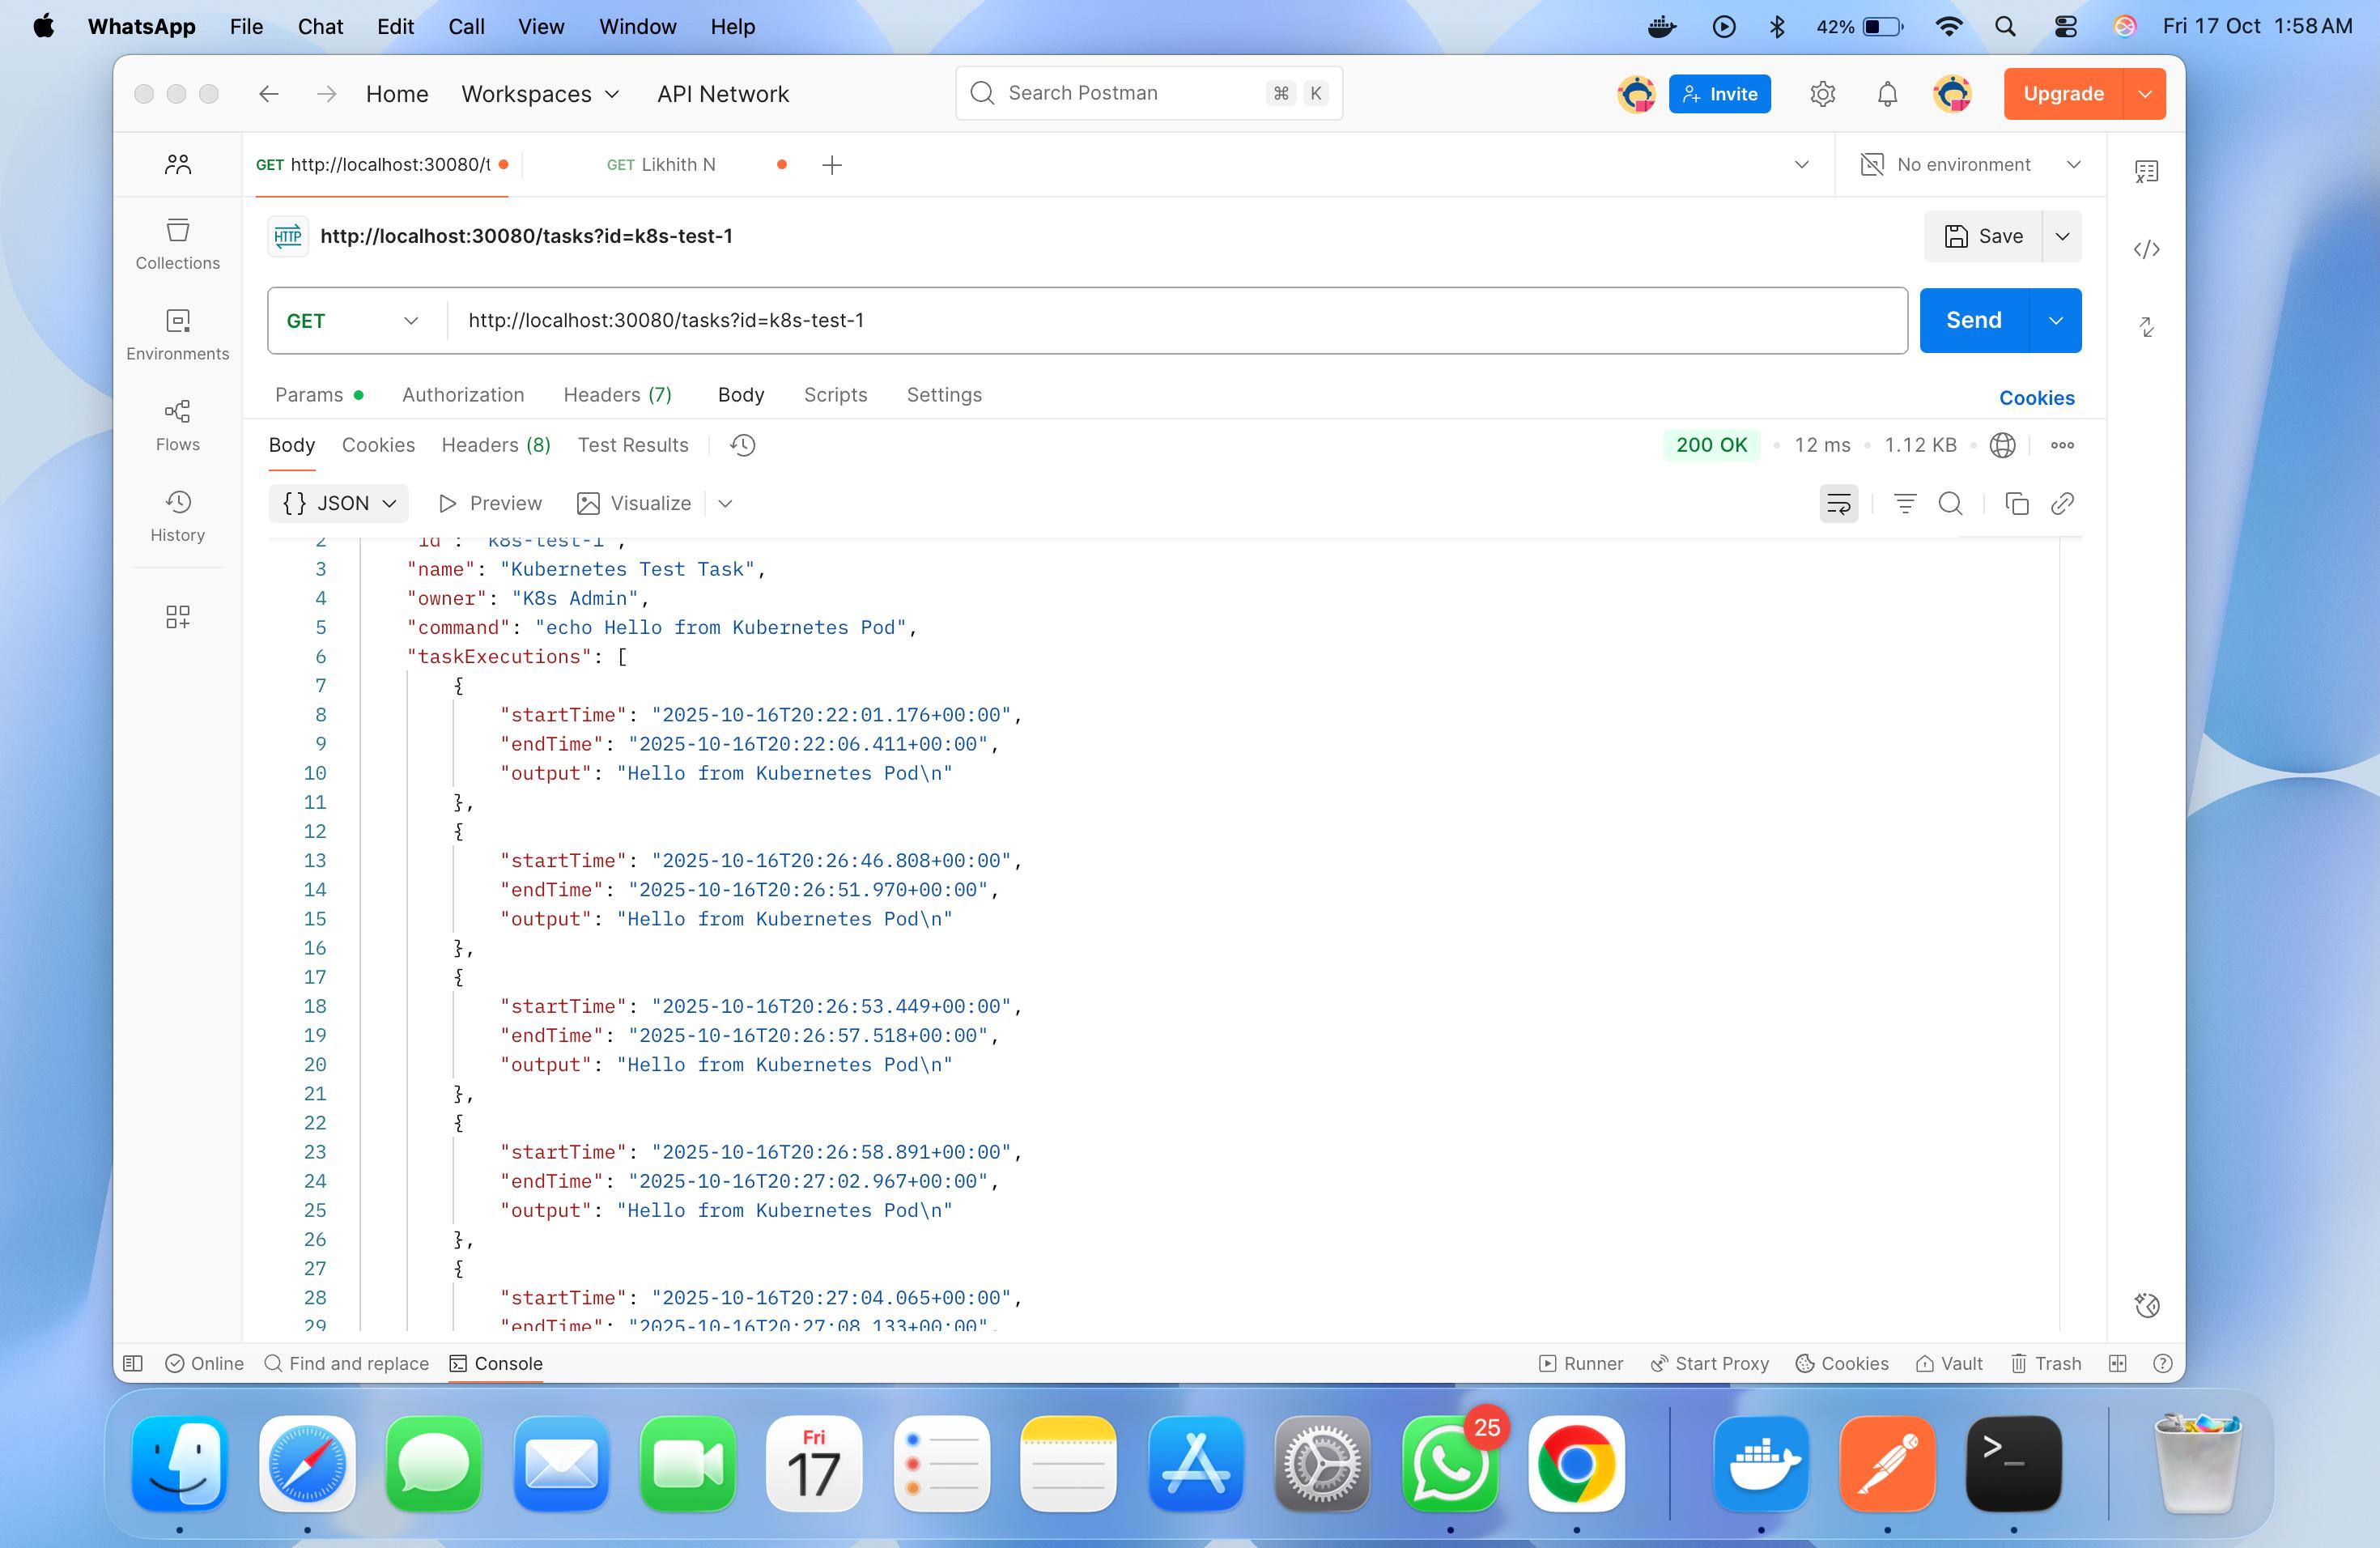 WhatsApp File Chat Edit Call View Window Help 42% Fri 17 Oct 1:58 AM
Home Workspaces API Network Search Postman ⌘ K Invite Upgrade
GET http://localhost:30080/t GET Likhith N No environment
HTTP http://localhost:30080/tasks?id=k8s-test-1 Save
GET http://localhost:30080/tasks?id=k8s-test-1 Send
Params Authorization Headers (7) Body Scripts Settings Cookies
Body Cookies Headers (8) Test Results 200 OK 12 ms 1.12 KB
{} JSON Preview Visualize
Collections
Environments
Flows
History
2 "id": "k8s-test-1",
3 "name": "Kubernetes Test Task",
4 "owner": "K8s Admin",
5 "command": "echo Hello from Kubernetes Pod",
6 "taskExecutions": [
7 {
8 "startTime": "2025-10-16T20:22:01.176+00:00",
9 "endTime": "2025-10-16T20:22:06.411+00:00",
10 "output": "Hello from Kubernetes Pod\n"
11 },
12 {
13 "startTime": "2025-10-16T20:26:46.808+00:00",
14 "endTime": "2025-10-16T20:26:51.970+00:00",
15 "output": "Hello from Kubernetes Pod\n"
16 },
17 {
18 "startTime": "2025-10-16T20:26:53.449+00:00",
19 "endTime": "2025-10-16T20:26:57.518+00:00",
20 "output": "Hello from Kubernetes Pod\n"
21 },
22 {
23 "startTime": "2025-10-16T20:26:58.891+00:00",
24 "endTime": "2025-10-16T20:27:02.967+00:00",
25 "output": "Hello from Kubernetes Pod\n"
26 },
27 {
28 "startTime": "2025-10-16T20:27:04.065+00:00",
29 "endTime": "2025-10-16T20:27:08.133+00:00",
Online Find and replace Console Runner Start Proxy Cookies Vault Trash
Fri
17
25